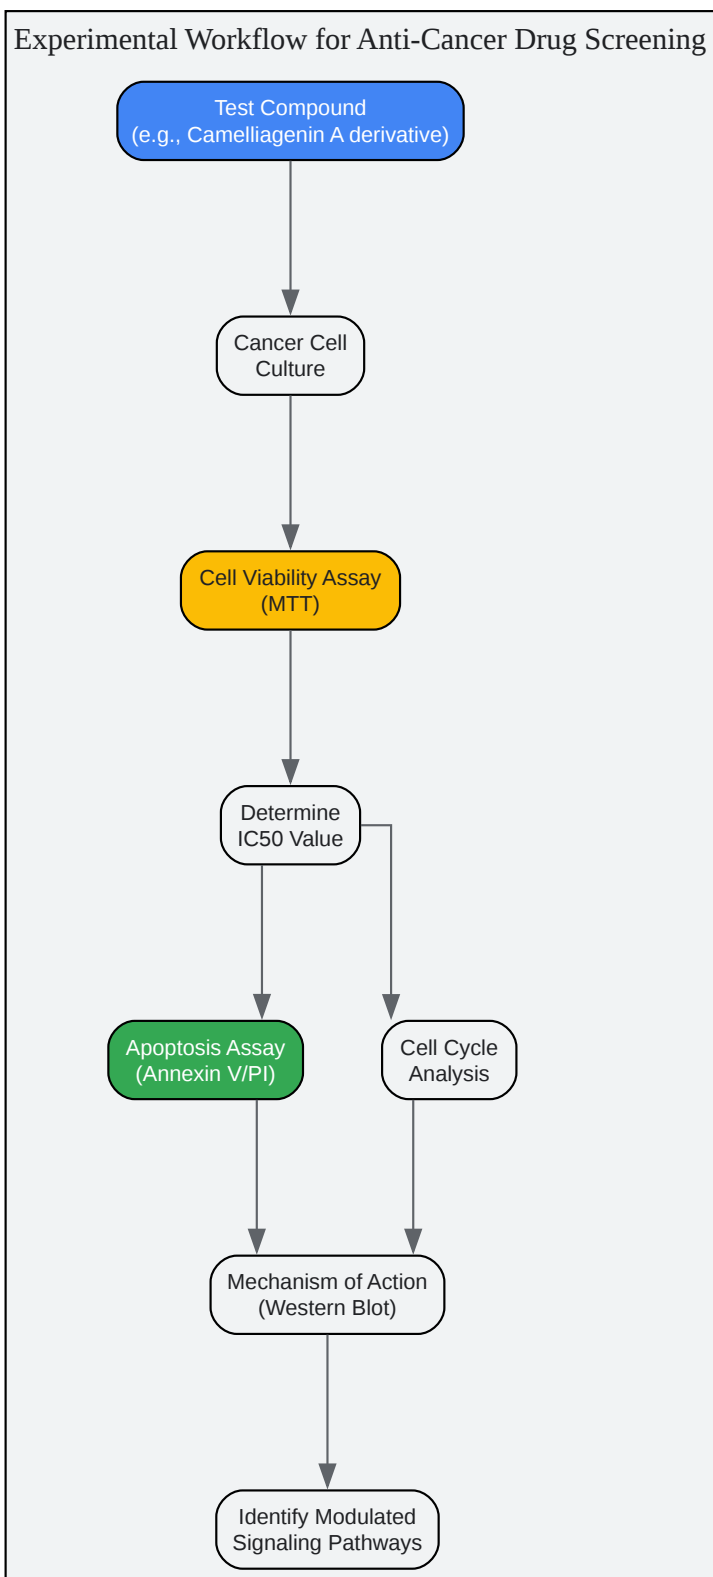 Experimental Workflow for Anti-Cancer Drug Screening
Test Compound
(e.g., Camelliagenin A derivative)
Cancer Cell
Culture
Cell Viability Assay
(MTT)
Determine
IC50 Value
Apoptosis Assay
(Annexin V/PI)
Cell Cycle
Analysis
Mechanism of Action
(Western Blot)
Identify Modulated
Signaling Pathways